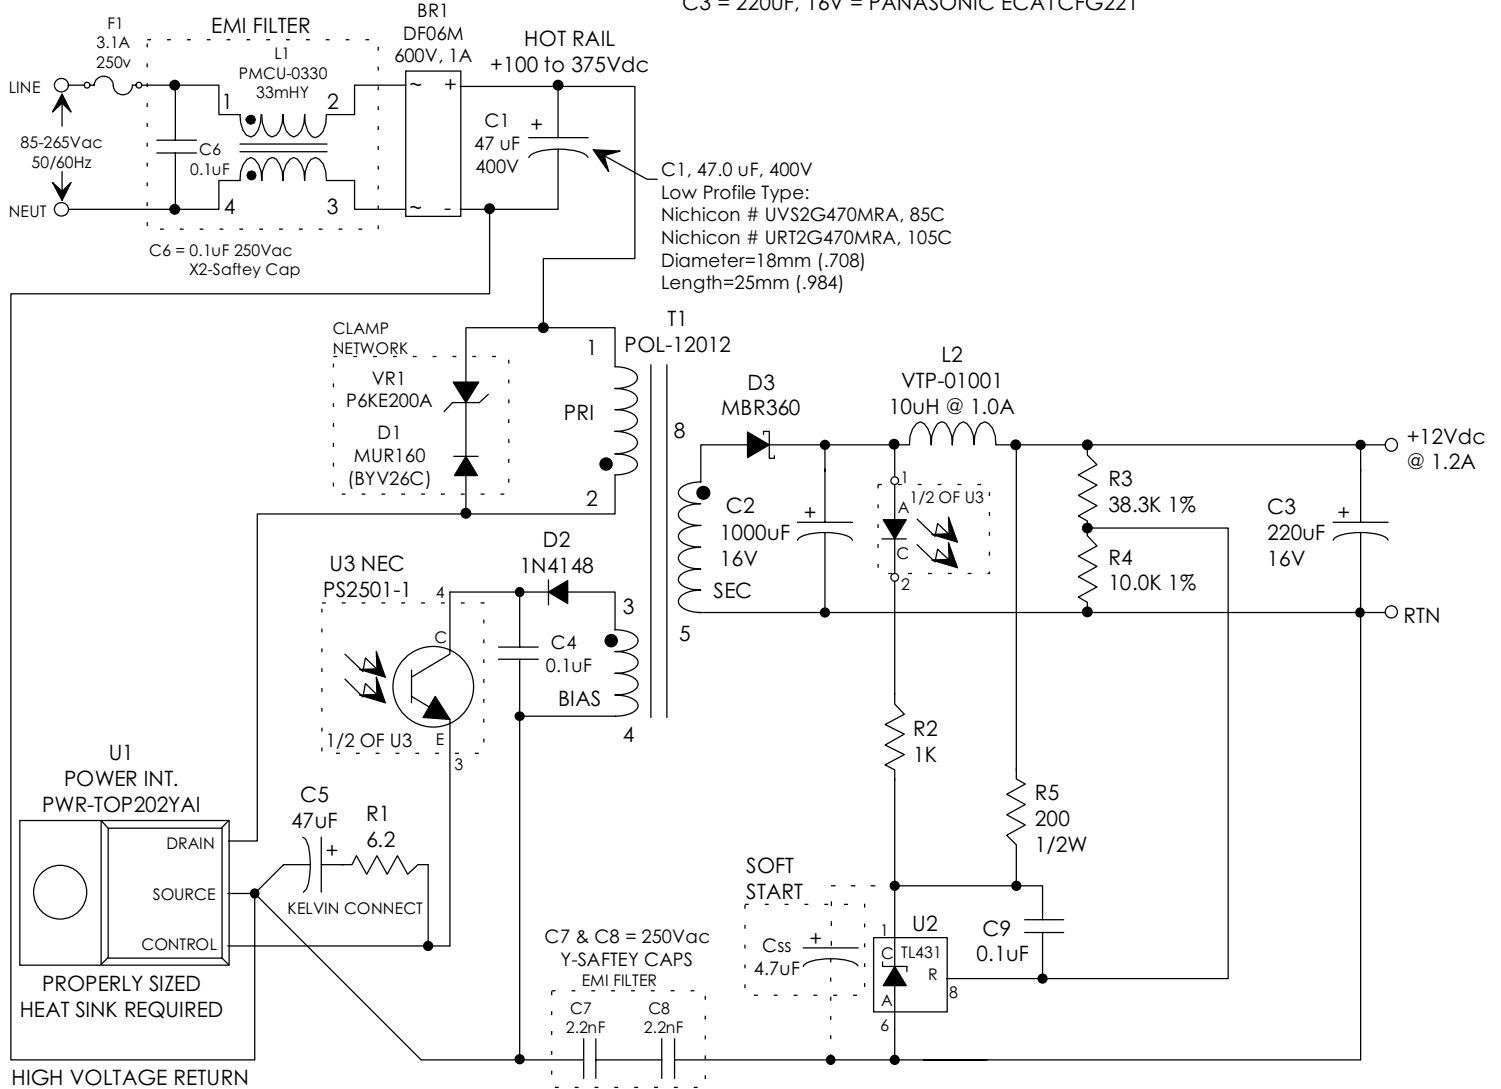 C3 = 220UF, 16V = PANASONIC ECATCFG221
F1
3.1A
250v
EMI FILTER
L1
PMCU-0330
33mHY
BR1
DF06M
600V, 1A
HOT RAIL
+100 to 375Vdc
LINE
1
2
~
+
85-265Vac
50/60Hz
C6
0.1uF
C1
47 uF
400V
+
NEUT
4
3
~
-
C6 = 0.1uF 250Vac
X2-Saftey Cap
C1, 47.0 uF, 400V
Low Profile Type:
Nichicon # UVS2G470MRA, 85C
Nichicon # URT2G470MRA, 105C
Diameter=18mm (.708)
Length=25mm (.984)
CLAMP
NETWORK
VR1
P6KE200A
D1
MUR160
(BYV26C)
1
PRI
2
T1
POL-12012
8
SEC
5
D3
MBR360
L2
VTP-01001
10uH @ 1.0A
+12Vdc
@ 1.2A
C2
1000uF
16V
+
1
1/2 OF U3
A
C
2
R3
38.3K 1%
R4
10.0K 1%
C3
220uF
16V
+
RTN
U3 NEC
PS2501-1
4
C
1/2 OF U3
E
3
D2
1N4148
3
C4
0.1uF
BIAS
4
R2
1K
R5
200
1/2W
U1
POWER INT.
PWR-TOP202YAI
DRAIN
SOURCE
CONTROL
PROPERLY SIZED
HEAT SINK REQUIRED
C5
47uF
+
R1
6.2
KELVIN CONNECT
SOFT
START
Css
4.7uF
+
1
U2
C
TL431
R
A
8
6
C9
0.1uF
C7 & C8 = 250Vac
Y-SAFTEY CAPS
EMI FILTER
C7
2.2nF
C8
2.2nF
HIGH VOLTAGE RETURN